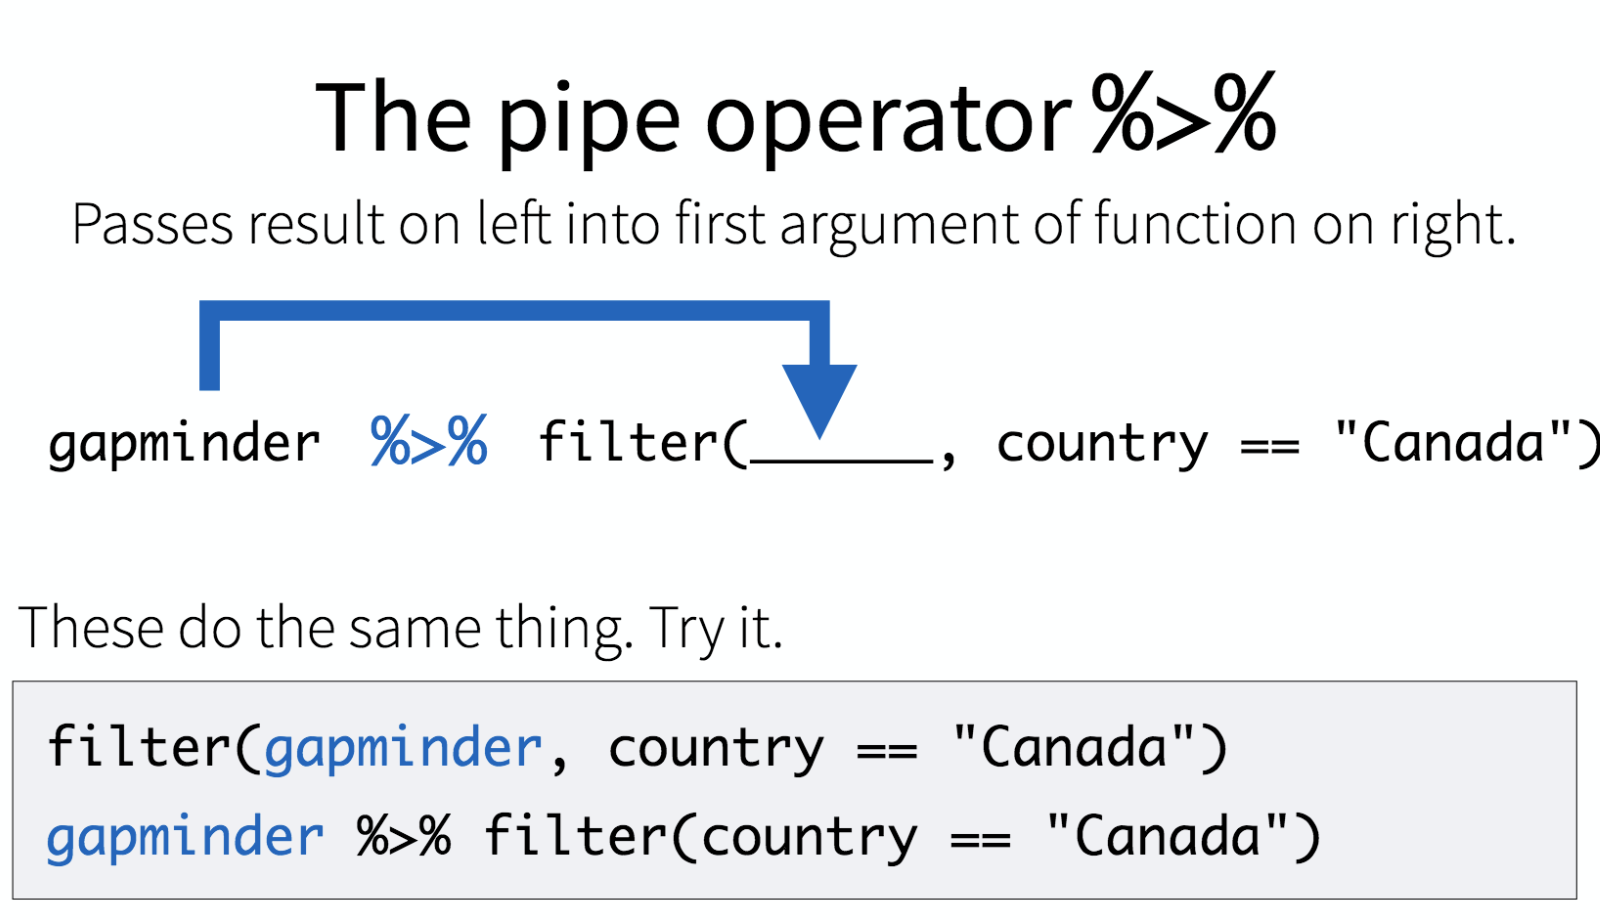 The pipe operator %>%
Passes result on left into first argument of function on right.
gapminder %>% filter(______, country == "Canada")
These do the same thing. Try it.
filter(gapminder, country == "Canada")
gapminder %>% filter(country == "Canada")